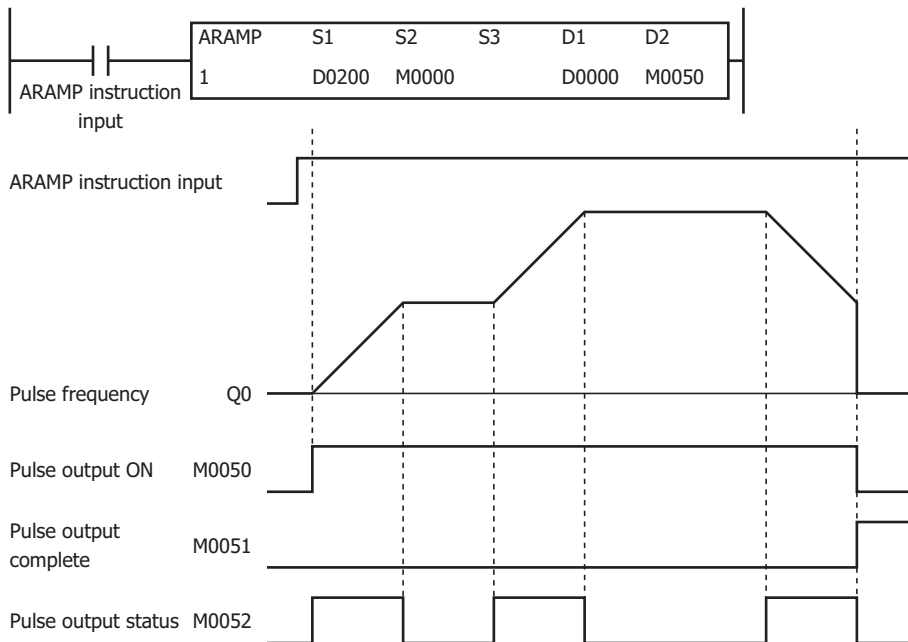 ARAMP S1 S2 S3 D1 D2
1 D0200 M0000 D0000 M0050
ARAMP instruction
input
ARAMP instruction input
Pulse frequency Q0
Pulse output ON M0050
Pulse output
complete M0051
Pulse output status M0052